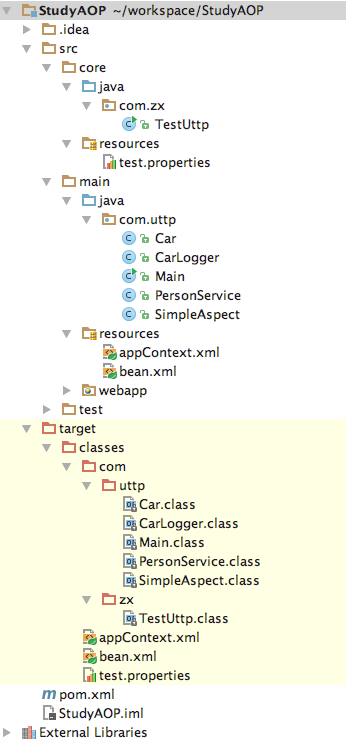 StudyAOP ~/workspace/StudyAOP
.idea
src
core
java
com.zx
TestUttp
resources
test.properties
main
java
com.uttp
Car
CarLogger
Main
PersonService
SimpleAspect
resources
appContext.xml
bean.xml
webapp
test
target
classes
com
uttp
Car.class
CarLogger.class
Main.class
PersonService.class
SimpleAspect.class
zx
TestUttp.class
appContext.xml
bean.xml
test.properties
pom.xml
StudyAOP.iml
External Libraries